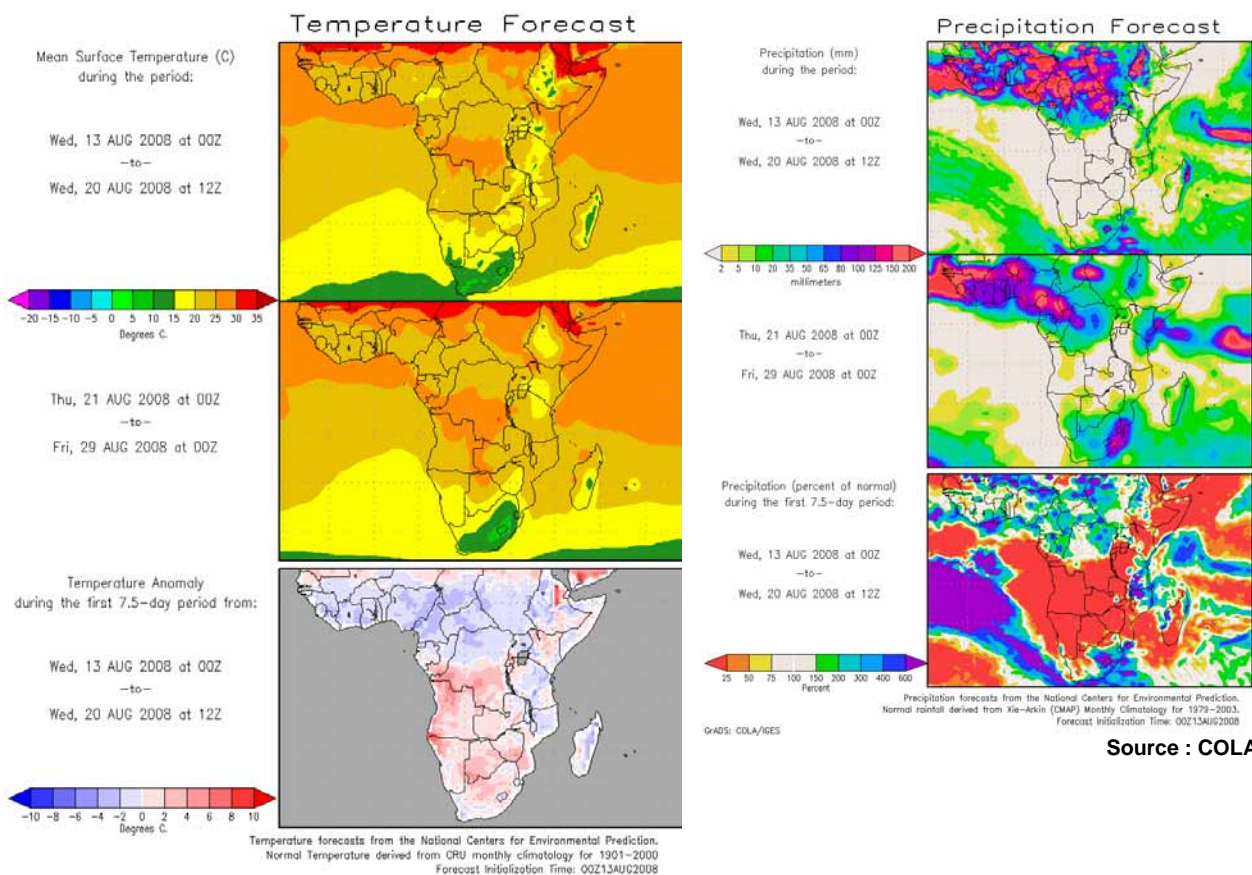 Temperature Forecast
Mean Surface Temperature (C)
during the period:
Wed, 13 AUG 2008 at 00Z
—to—
Wed, 20 AUG 2008 at 12Z
-20 -15 -10 -5 0 5 10 15 20 25 30 35
Degrees C.
Thu, 21 AUG 2008 at 00Z
—to—
Fri, 29 AUG 2008 at 00Z
Temperature Anomaly
during the first 7.5-day period from:
Wed, 13 AUG 2008 at 00Z
—to—
Wed, 20 AUG 2008 at 12Z
-10 -8 -6 -4 -2 0 2 4 6 8 10
Degrees C.
Temperature forecasts from the National Centers for Environmental Prediction.
Normal Temperature derived from CRU monthly climatology for 1901-2000
Forecast Initialization Time: 00Z13AUG2008
Precipitation Forecast
Precipitation (mm)
during the period:
Wed, 13 AUG 2008 at 00Z
—to—
Wed, 20 AUG 2008 at 12Z
2 5 10 20 35 50 65 80 100 125 150 200
millimeters
Thu, 21 AUG 2008 at 00Z
—to—
Fri, 29 AUG 2008 at 00Z
Precipitation (percent of normal)
during the first 7.5-day period:
Wed, 13 AUG 2008 at 00Z
—to—
Wed, 20 AUG 2008 at 12Z
25 50 75 100 150 200 300 400 600
Percent
Precipitation forecasts from the National Centers for Environmental Prediction.
Normal rainfall derived from Xie-Arkin (CMAP) Monthly Climatology for 1979-2003.
Forecast Initialization Time: 00Z13AUG2008
GrADS: COLA/IGES
Source : COLA